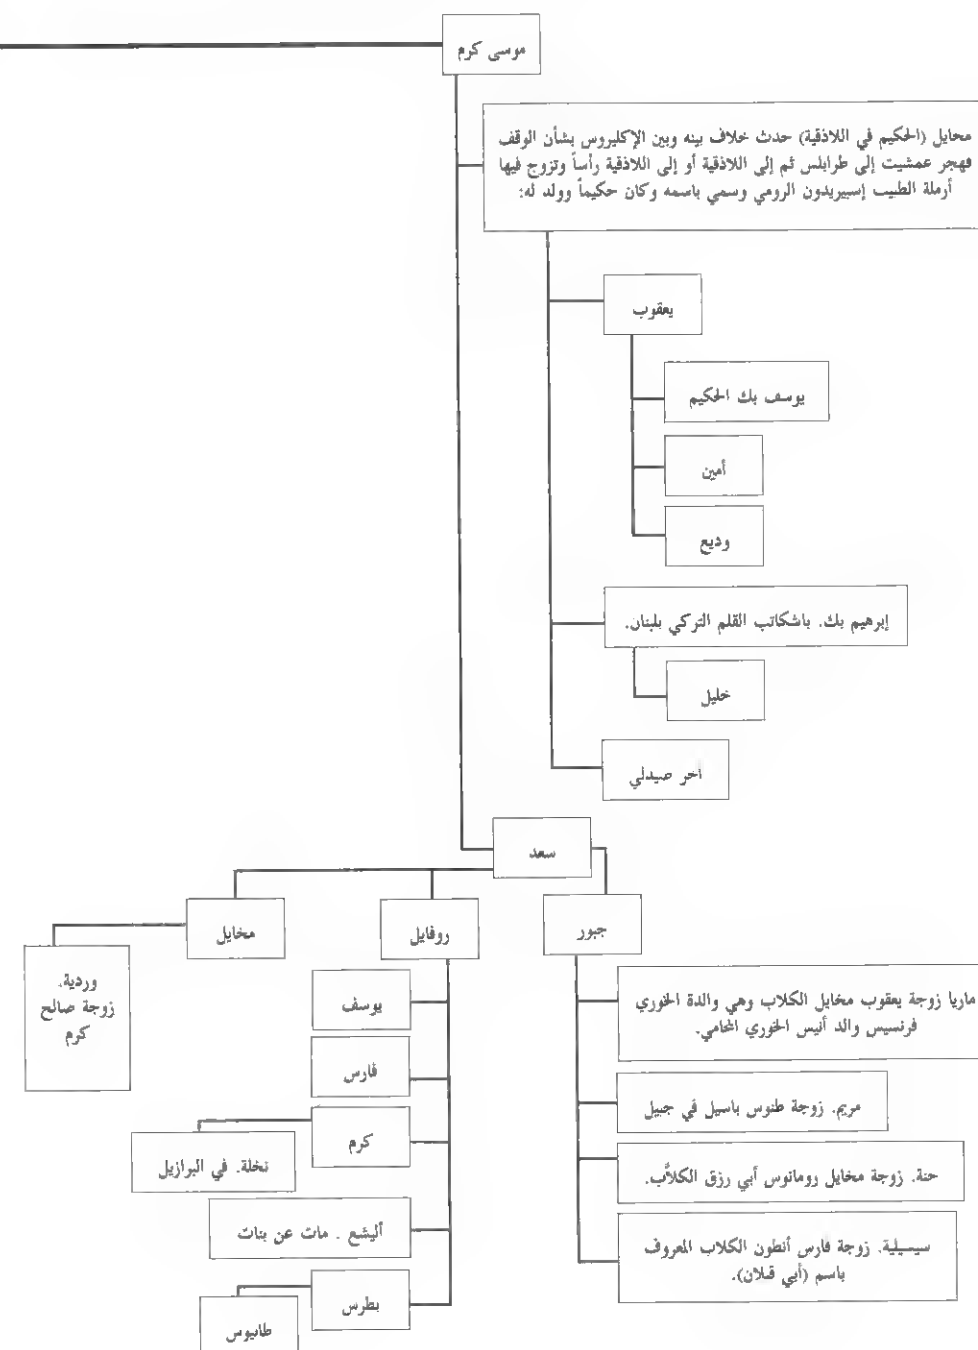 موسى كرم
محايل (الحكيم في اللاذقية) حدث خلاف بينه وبين الإكليروس بشأن الوقف
فهجر عمشيت إلى طرابلس ثم إلى اللاذقية أو إلى اللاذقية رأساً وتزوج فيها
أرملة الطبيب إسبيريدون الرومي وسمي باسمه وكان حكيماً وولد له:
يعقوب
يوسف بك الحكيم
أمين
وديع
إبرهيم بك. باشكاتب القلم التركي بلبنان.
خليل
اخر صيدلي
سعد
جبور
روفايل
مخايل
وردية.
زوجة صالح
كرم
ماريا زوجة يعقوب مخايل الكلاب وهي والدة الخوري
فرنسيس والد أنيس الخوري المحامي.
مريم. زوجة طنوس باسيل في جبيل
حنة. زوجة مخايل رومانوس أبي رزق الكلاَّب.
سيسيلية. زوجة فارس أنطون الكلاب المعروف
باسم (أبي قبلان).
يوسف
فارس
كرم
نخلة. في البرازيل
أليشع . مات عن بنات
بطرس
طانيوس